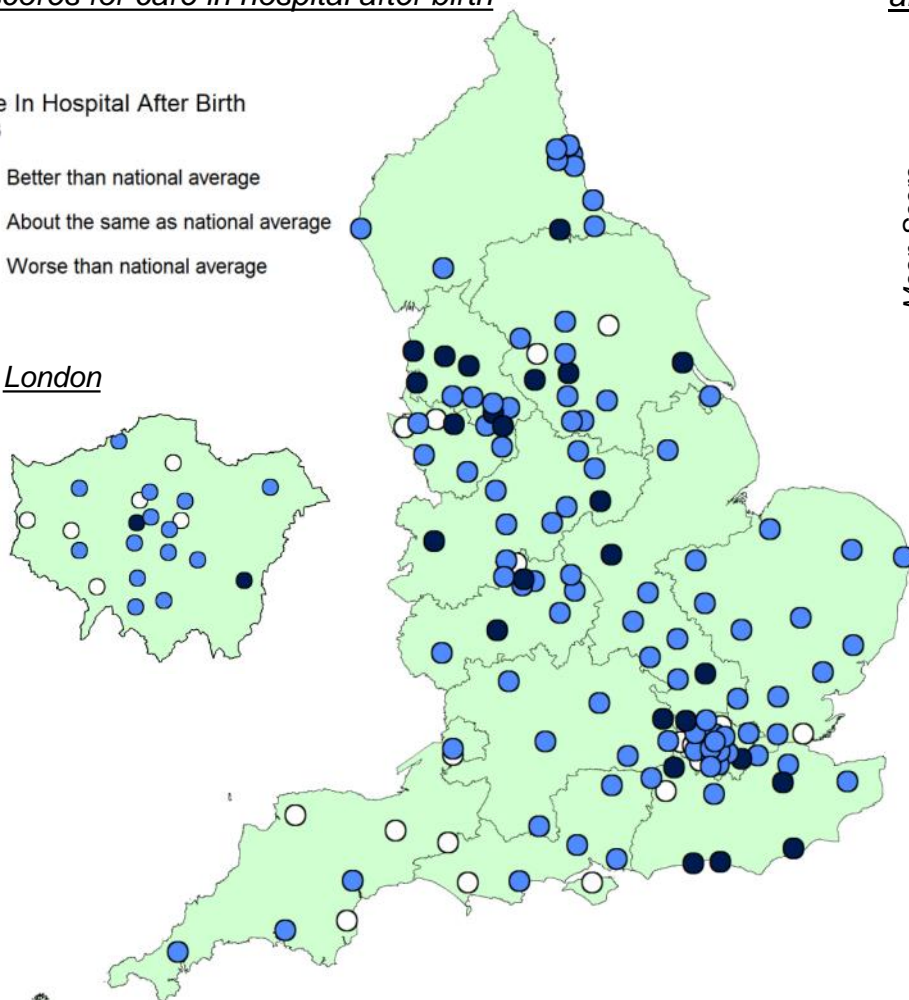 scores for care in hospital after birth
e In Hospital After Birth
Better than national average
About the same as national average
Worse than national average
London